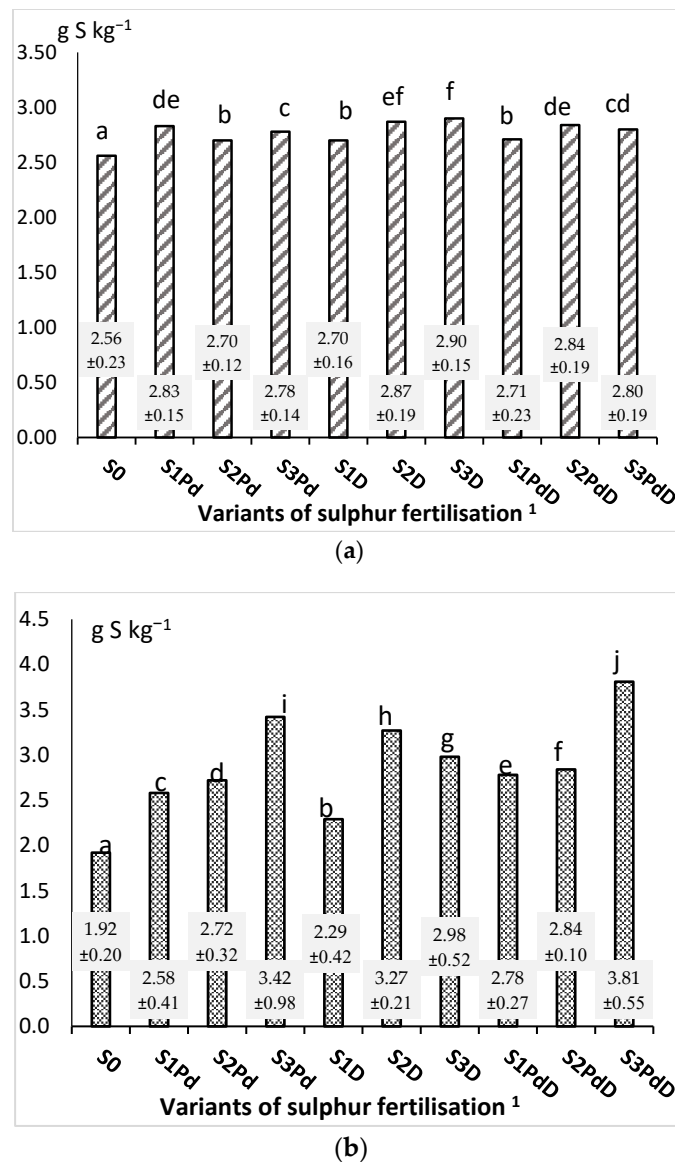 g S kg⁻¹
3.50
3.00
2.50
2.00
1.50
1.00
0.50
0.00
a
de
b
c
b
ef
f
b
de
cd
2.56
±0.23
2.83
±0.15
2.70
±0.12
2.78
±0.14
2.70
±0.16
2.87
±0.19
2.90
±0.15
2.71
±0.23
2.84
±0.19
2.80
±0.19
S0
S1Pd
S2Pd
S3Pd
S1D
S2D
S3D
S1PdD
S2PdD
S3PdD
Variants of sulphur fertilisation ¹
(a)
g S kg⁻¹
4.5
4.0
3.5
3.0
2.5
2.0
1.5
1.0
0.5
0.0
a
c
d
i
b
h
g
e
f
j
1.92
±0.20
2.58
±0.41
2.72
±0.32
3.42
±0.98
2.29
±0.42
3.27
±0.21
2.98
±0.52
2.78
±0.27
2.84
±0.10
3.81
±0.55
S0
S1Pd
S2Pd
S3Pd
S1D
S2D
S3D
S1PdD
S2PdD
S3PdD
Variants of sulphur fertilisation ¹
(b)